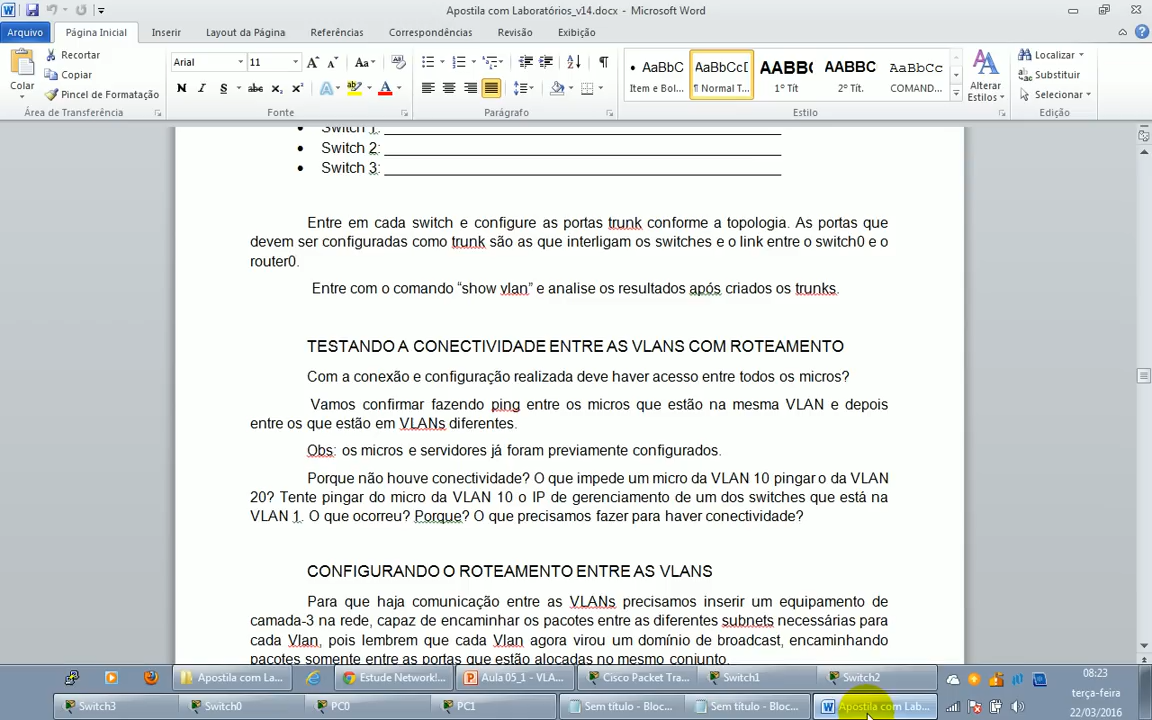 Apostila com Laboratórios_v14.docx - Microsoft Word
Arquivo Página Inicial Inserir Layout da Página Referências Correspondências Revisão Exibição
Colar
Recortar
Copiar
Pincel de Formatação
Área de Transferência
Arial 11
Fonte
Parágrafo
AaBbC AaBbCcD AABBC AABBC AaBbCc
Item e Bol... ¶ Normal T... 1º Tít 2º Tít. COMAND...
Estilo
Alterar Estilos
Localizar
Substituir
Selecionar
Edição
• Switch 1:
• Switch 2:
• Switch 3:
Entre em cada switch e configure as portas trunk conforme a topologia. As portas que
devem ser configuradas como trunk são as que interligam os switches e o link entre o switch0 e o
router0.
Entre com o comando “show vlan” e analise os resultados após criados os trunks.
TESTANDO A CONECTIVIDADE ENTRE AS VLANS COM ROTEAMENTO
Com a conexão e configuração realizada deve haver acesso entre todos os micros?
Vamos confirmar fazendo ping entre os micros que estão na mesma VLAN e depois
entre os que estão em VLANs diferentes.
Obs: os micros e servidores já foram previamente configurados.
Porque não houve conectividade? O que impede um micro da VLAN 10 pingar o da VLAN
20? Tente pingar do micro da VLAN 10 o IP de gerenciamento de um dos switches que está na
VLAN 1. O que ocorreu? Porque? O que precisamos fazer para haver conectividade?
CONFIGURANDO O ROTEAMENTO ENTRE AS VLANS
Para que haja comunicação entre as VLANs precisamos inserir um equipamento de
camada-3 na rede, capaz de encaminhar os pacotes entre as diferentes subnets necessárias para
cada Vlan, pois lembrem que cada Vlan agora virou um domínio de broadcast, encaminhando
pacotes somente entre as portas que estão alocadas no mesmo conjunto.
Apostila com La... Estude Network!... Aula 05_1 - VLA... Cisco Packet Tra... Switch1 Switch2
Switch3 Switch0 PC0 PC1 Sem título - Bloc... Sem título - Bloc... Apostila com Lab...
08:23
terça-feira
22/03/2016